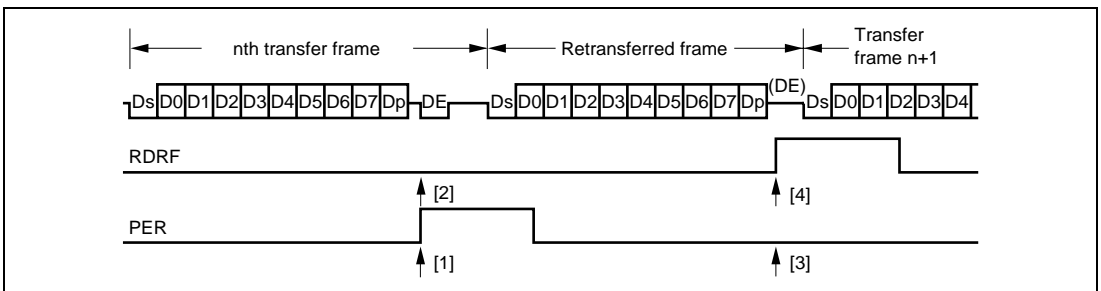 nth transfer frame
Retransferred frame
Transfer
frame n+1
Ds D0 D1 D2 D3 D4 D5 D6 D7 Dp DE Ds D0 D1 D2 D3 D4 D5 D6 D7 Dp (DE) Ds D0 D1 D2 D3 D4
RDRF
[2] [4]
PER
[1] [3]